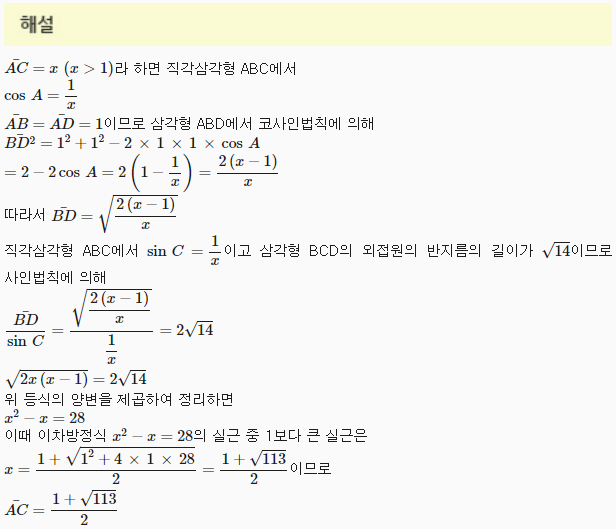 해설
$\bar{AC} = x\ (x > 1)$라 하면 직각삼각형 ABC에서
$\cos A = \frac{1}{x}$
$\bar{AB} = \bar{AD} = 1$이므로 삼각형 ABD에서 코사인법칙에 의해
$\bar{BD}^2 = 1^2 + 1^2 - 2 \times 1 \times 1 \times \cos A$
$= 2 - 2\cos A = 2\left(1 - \frac{1}{x}\right) = \frac{2(x-1)}{x}$
따라서 $\bar{BD} = \sqrt{\frac{2(x-1)}{x}}$
직각삼각형 ABC에서 $\sin C = \frac{1}{x}$이고 삼각형 BCD의 외접원의 반지름의 길이가 $\sqrt{14}$이므로
사인법칙에 의해
$\frac{\bar{BD}}{\sin C} = \frac{\sqrt{\frac{2(x-1)}{x}}}{\frac{1}{x}} = 2\sqrt{14}$
$\sqrt{2x(x-1)} = 2\sqrt{14}$
위 등식의 양변을 제곱하여 정리하면
$x^2 - x = 28$
이때 이차방정식 $x^2 - x = 28$의 실근 중 1보다 큰 실근은
$x = \frac{1 + \sqrt{1^2 + 4 \times 1 \times 28}}{2} = \frac{1 + \sqrt{113}}{2}$이므로
$\bar{AC} = \frac{1 + \sqrt{113}}{2}$